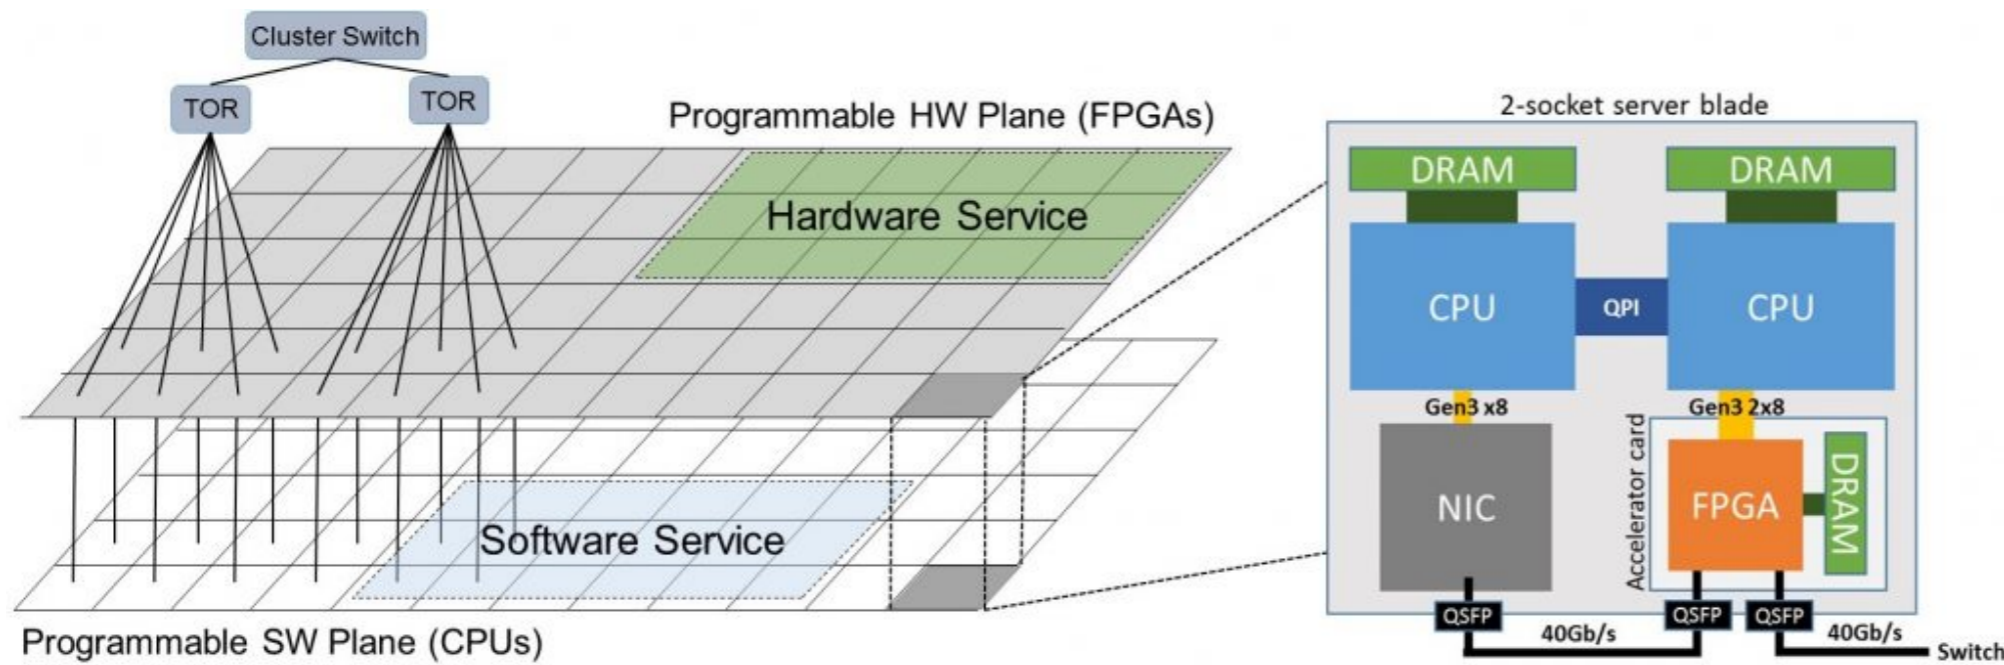 Cluster Switch
TOR
TOR
Programmable HW Plane (FPGAs)
Hardware Service
Software Service
Programmable SW Plane (CPUs)
2-socket server blade
DRAM
DRAM
CPU
QPI
CPU
Gen3 x8
Gen3 2x8
NIC
Accelerator card
FPGA
DRAM
QSFP
QSFP
QSFP
40Gb/s
40Gb/s
Switch